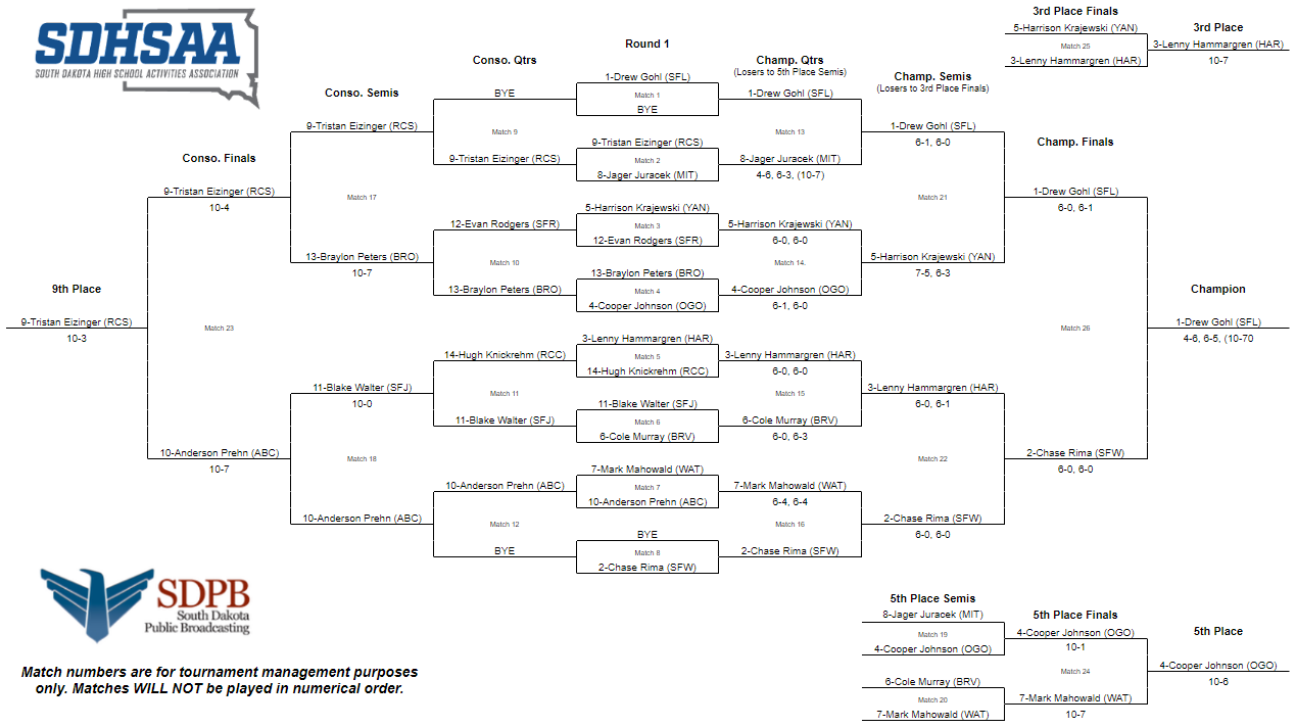 SDHSAA
SOUTH DAKOTA HIGH SCHOOL ACTIVITIES ASSOCIATION
3rd Place Finals
5-Harrison Krajewski (YAN)
Match 25
3-Lenny Hammargren (HAR)
3rd Place
3-Lenny Hammargren (HAR)
10-7
Round 1
1-Drew Gohl (SFL)
Match 1
BYE
9-Tristan Eizinger (RCS)
Match 2
8-Jager Juracek (MIT)
5-Harrison Krajewski (YAN)
Match 3
12-Evan Rodgers (SFR)
13-Braylon Peters (BRO)
Match 4
4-Cooper Johnson (OGO)
3-Lenny Hammargren (HAR)
Match 5
14-Hugh Knickrehm (RCC)
11-Blake Walter (SFJ)
Match 6
6-Cole Murray (BRV)
7-Mark Mahowald (WAT)
Match 7
10-Anderson Prehn (ABC)
BYE
Match 8
2-Chase Rima (SFW)
Conso. Qtrs
BYE
Match 9
9-Tristan Eizinger (RCS)
12-Evan Rodgers (SFR)
Match 10
13-Braylon Peters (BRO)
14-Hugh Knickrehm (RCC)
Match 11
11-Blake Walter (SFJ)
10-Anderson Prehn (ABC)
Match 12
BYE
Conso. Semis
9-Tristan Eizinger (RCS)
Match 17
13-Braylon Peters (BRO)
10-7
11-Blake Walter (SFJ)
10-0
Match 18
10-Anderson Prehn (ABC)
Conso. Finals
9-Tristan Eizinger (RCS)
10-4
Match 23
10-Anderson Prehn (ABC)
10-7
9th Place
9-Tristan Eizinger (RCS)
10-3
Champ. Qtrs
(Losers to 5th Place Semis)
1-Drew Gohl (SFL)
Match 13
8-Jager Juracek (MIT)
4-6, 6-3, (10-7)
5-Harrison Krajewski (YAN)
6-0, 6-0
Match 14.
4-Cooper Johnson (OGO)
6-1, 6-0
3-Lenny Hammargren (HAR)
6-0, 6-0
Match 15
6-Cole Murray (BRV)
6-0, 6-3
7-Mark Mahowald (WAT)
6-4, 6-4
Match 16
2-Chase Rima (SFW)
Champ. Semis
(Losers to 3rd Place Finals)
1-Drew Gohl (SFL)
6-1, 6-0
Match 21
5-Harrison Krajewski (YAN)
7-5, 6-3
3-Lenny Hammargren (HAR)
6-0, 6-1
Match 22
2-Chase Rima (SFW)
6-0, 6-0
Champ. Finals
1-Drew Gohl (SFL)
6-0, 6-1
Match 26
2-Chase Rima (SFW)
6-0, 6-0
Champion
1-Drew Gohl (SFL)
4-6, 6-5, (10-70
SDPB
South Dakota
Public Broadcasting
Match numbers are for tournament management purposes
only. Matches WILL NOT be played in numerical order.
5th Place Semis
8-Jager Juracek (MIT)
Match 19
4-Cooper Johnson (OGO)
6-Cole Murray (BRV)
Match 20
7-Mark Mahowald (WAT)
5th Place Finals
4-Cooper Johnson (OGO)
10-1
Match 24
7-Mark Mahowald (WAT)
10-7
5th Place
4-Cooper Johnson (OGO)
10-6